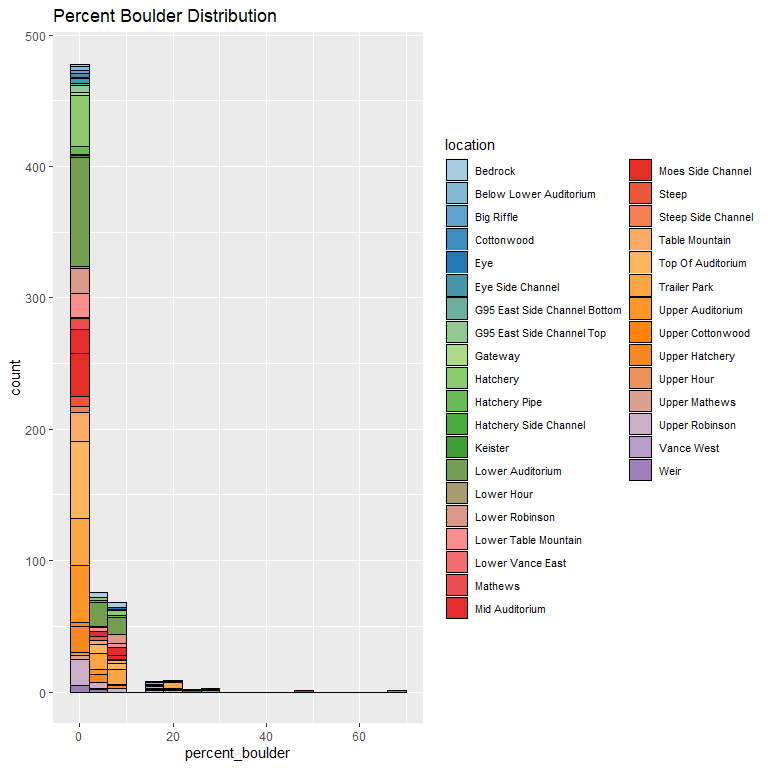 Percent Boulder Distribution
500
400
300
200
100
0
count
0
20
40
60
percent_boulder
location
Bedrock
Below Lower Auditorium
Big Riffle
Cottonwood
Eye
Eye Side Channel
G95 East Side Channel Bottom
G95 East Side Channel Top
Gateway
Hatchery
Hatchery Pipe
Hatchery Side Channel
Keister
Lower Auditorium
Lower Hour
Lower Robinson
Lower Table Mountain
Lower Vance East
Mathews
Mid Auditorium
Moes Side Channel
Steep
Steep Side Channel
Table Mountain
Top Of Auditorium
Trailer Park
Upper Auditorium
Upper Cottonwood
Upper Hatchery
Upper Hour
Upper Mathews
Upper Robinson
Vance West
Weir